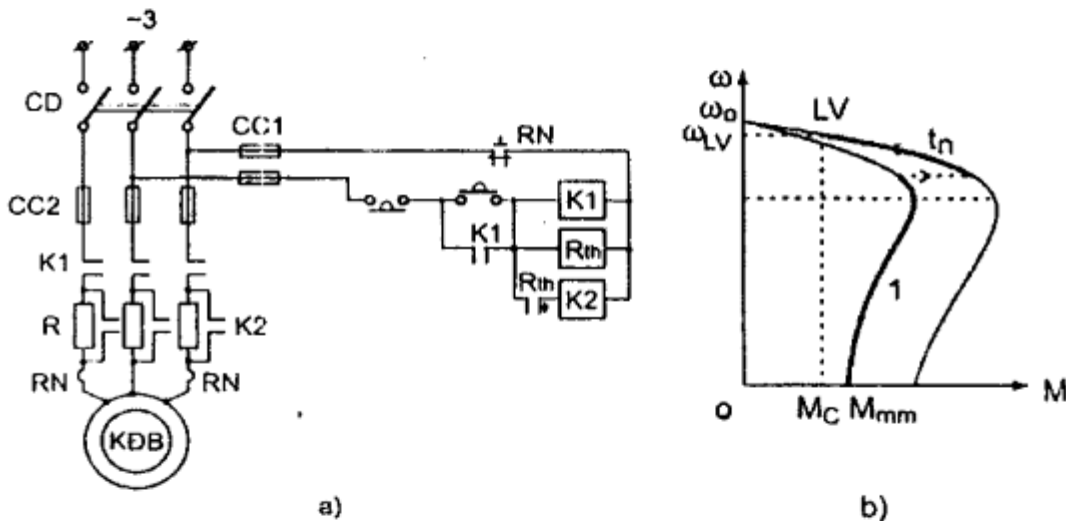 ~3
CD
CC1
RN
CC2
K1
K1
Rth
Rth
K2
K1
R
K2
RN
RN
KĐB
a)
ω
ω₀
LV
ωLV
tn
1
O
MC
Mmm
M
b)